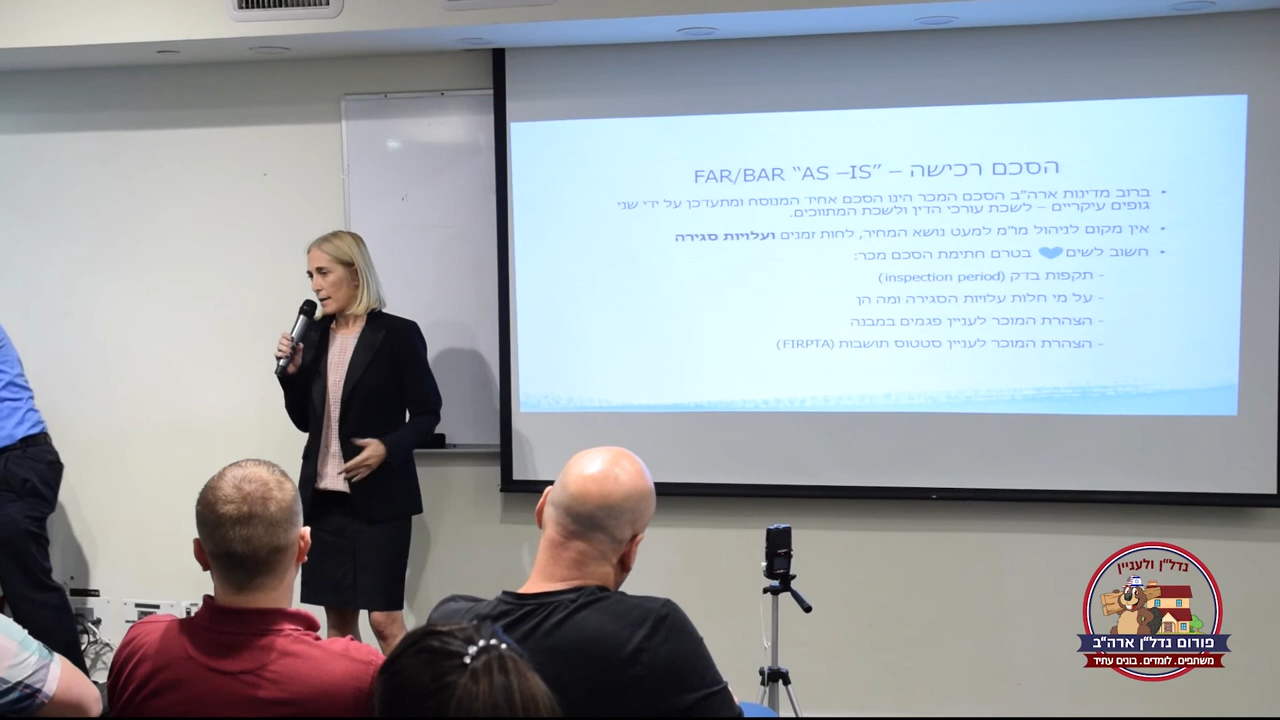 הסכם רכישה – FAR/BAR “AS –IS”
• ברוב מדינות ארה"ב הסכם המכר הינו הסכם אחיד המנוסח ומתעדכן על ידי שני
גופים עיקריים – לשכת עורכי הדין ולשכת המתווכים.
• אין מקום לניהול מו"מ למעט נושא המחיר, לוחות זמנים ועלויות סגירה
• חשוב לשים בטרם חתימת הסכם מכר:
- תקפות בדק (inspection period)
- על מי חלות עלויות הסגירה ומה הן
- הצהרת המוכר לעניין פגמים במבנה
- הצהרת המוכר לעניין סטטוס תושבות (FIRPTA)
נדל"ן ולעניין
פורום נדל"ן ארה"ב
משתפים. לומדים. בונים עתיד